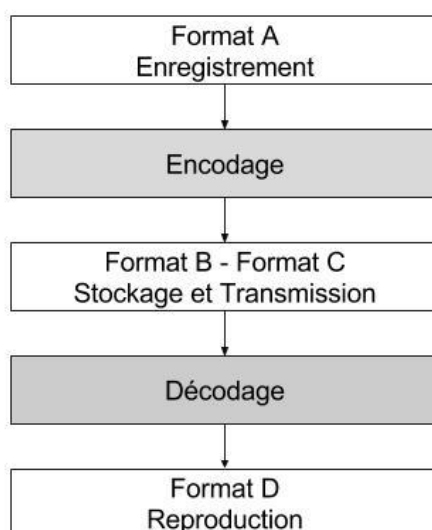 Format A
Enregistrement
Encodage
Format B - Format C
Stockage et Transmission
Décodage
Format D
Reproduction